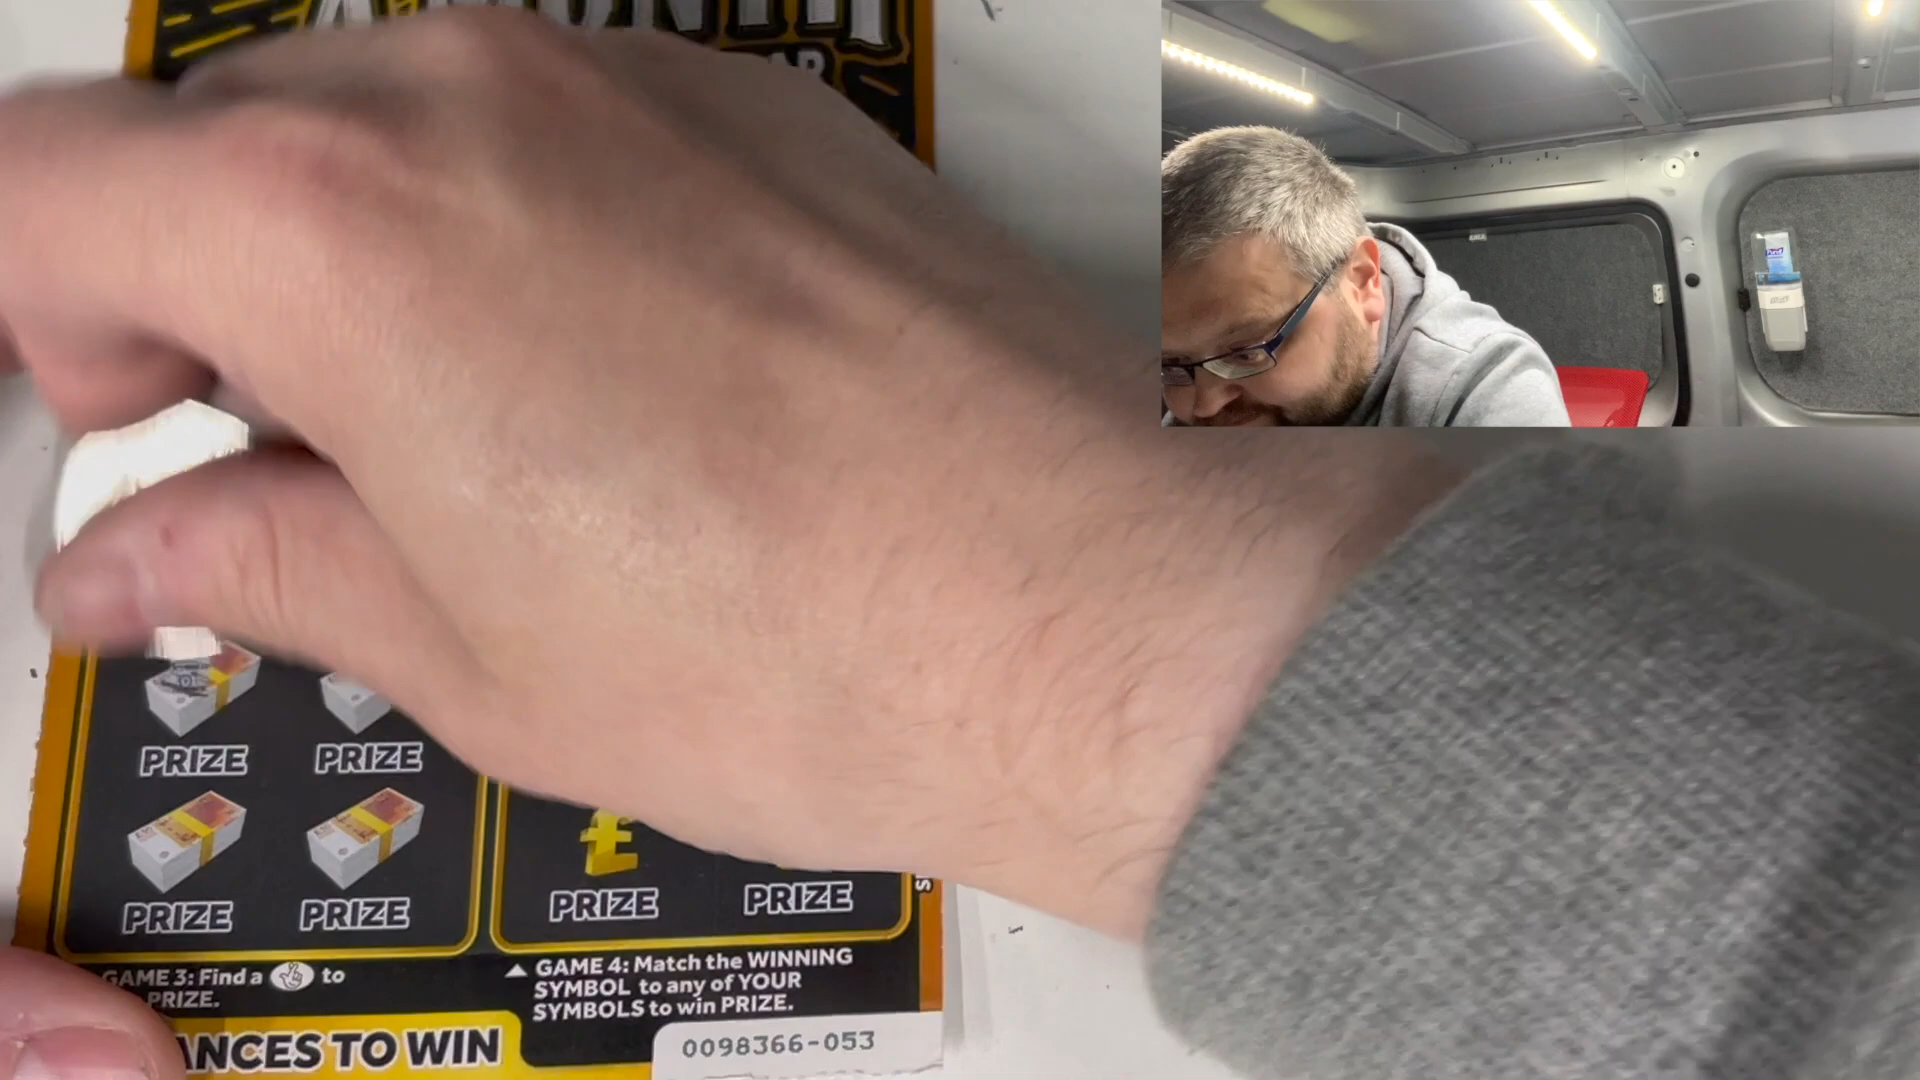 A MONTH
PRIZE PRIZE
PRIZE PRIZE
PRIZE PRIZE
GAME 3: Find a to
PRIZE.
GAME 4: Match the WINNING
SYMBOL to any of YOUR
SYMBOLS to win PRIZE.
ANCES TO WIN
0098366-053